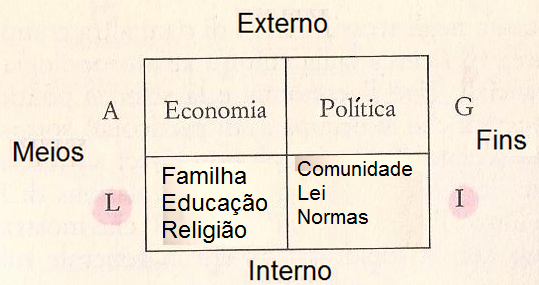 Externo
A Economia Política G
Meios Fins
Familha Comunidade
Educação Lei
Religião Normas
L I
Interno